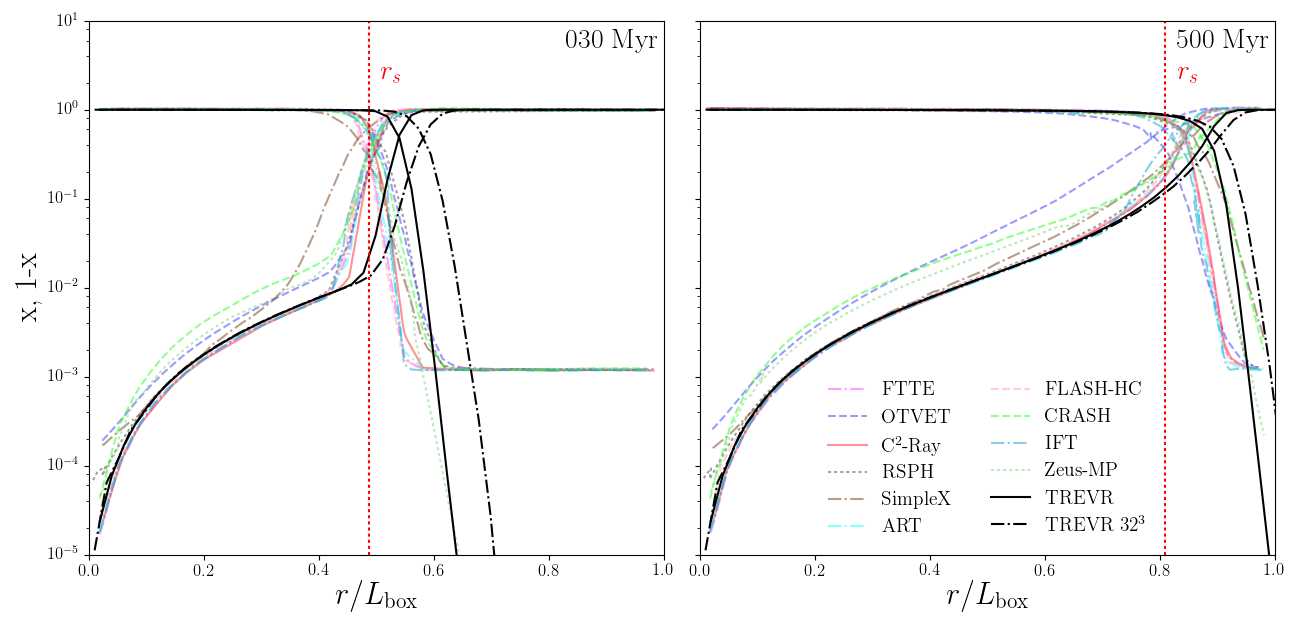 030 Myr
500 Myr
r_s
r_s
x, 1-x
10^1
10^0
10^−1
10^−2
10^−3
10^−4
10^−5
FTTE
OTVET
C^2-Ray
RSPH
SimpleX
ART
FLASH-HC
CRASH
IFT
Zeus-MP
TREVR
TREVR 32^3
0.0 0.2 0.4 0.6 0.8 1.0
0.0 0.2 0.4 0.6 0.8 1.0
r/L_box
r/L_box